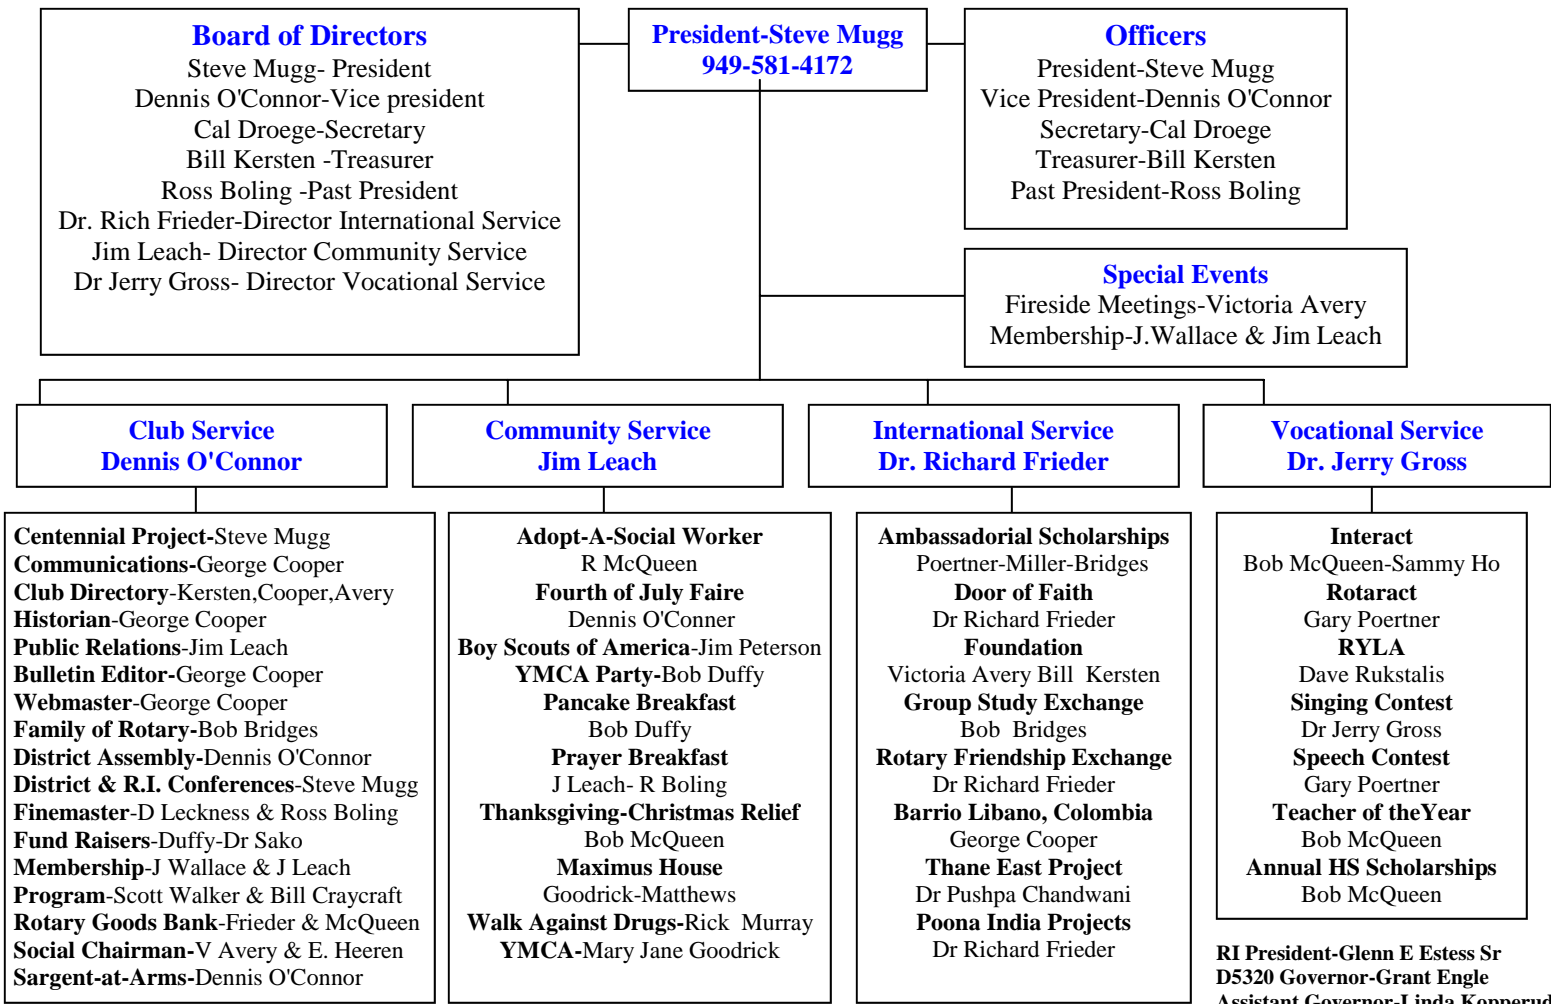 Board of Directors
Steve Mugg- President
Dennis O'Connor-Vice president
Cal Droege-Secretary
Bill Kersten -Treasurer
Ross Boling -Past President
Dr. Rich Frieder-Director International Service
Jim Leach- Director Community Service
Dr Jerry Gross- Director Vocational Service
President-Steve Mugg
949-581-4172
Officers
President-Steve Mugg
Vice President-Dennis O'Connor
Secretary-Cal Droege
Treasurer-Bill Kersten
Past President-Ross Boling
Special Events
Fireside Meetings-Victoria Avery
Membership-J.Wallace & Jim Leach
Club Service
Dennis O'Connor
Community Service
Jim Leach
International Service
Dr. Richard Frieder
Vocational Service
Dr. Jerry Gross
Centennial Project-Steve Mugg
Communications-George Cooper
Club Directory-Kersten,Cooper,Avery
Historian-George Cooper
Public Relations-Jim Leach
Bulletin Editor-George Cooper
Webmaster-George Cooper
Family of Rotary-Bob Bridges
District Assembly-Dennis O'Connor
District & R.I. Conferences-Steve Mugg
Finemaster-D Leckness & Ross Boling
Fund Raisers-Duffy-Dr Sako
Membership-J Wallace & J Leach
Program-Scott Walker & Bill Craycraft
Rotary Goods Bank-Frieder & McQueen
Social Chairman-V Avery & E. Heeren
Sargent-at-Arms-Dennis O'Connor
Adopt-A-Social Worker
R McQueen
Fourth of July Faire
Dennis O'Conner
Boy Scouts of America-Jim Peterson
YMCA Party-Bob Duffy
Pancake Breakfast
Bob Duffy
Prayer Breakfast
J Leach- R Boling
Thanksgiving-Christmas Relief
Bob McQueen
Maximus House
Goodrick-Matthews
Walk Against Drugs-Rick Murray
YMCA-Mary Jane Goodrick
Ambassadorial Scholarships
Poertner-Miller-Bridges
Door of Faith
Dr Richard Frieder
Foundation
Victoria Avery Bill Kersten
Group Study Exchange
Bob Bridges
Rotary Friendship Exchange
Dr Richard Frieder
Barrio Libano, Colombia
George Cooper
Thane East Project
Dr Pushpa Chandwani
Poona India Projects
Dr Richard Frieder
Interact
Bob McQueen-Sammy Ho
Rotaract
Gary Poertner
RYLA
Dave Rukstalis
Singing Contest
Dr Jerry Gross
Speech Contest
Gary Poertner
Teacher of theYear
Bob McQueen
Annual HS Scholarships
Bob McQueen
RI President-Glenn E Estess Sr
D5320 Governor-Grant Engle
Assistant Governor-Linda Kopperud